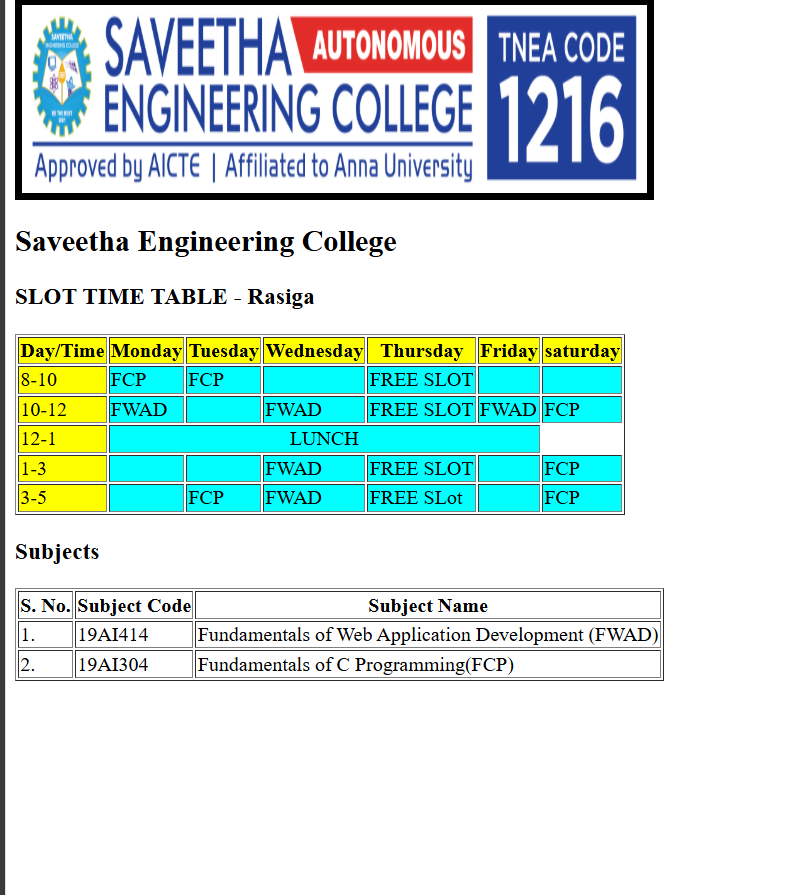 SAVEETHA AUTONOMOUS
ENGINEERING COLLEGE
Approved by AICTE | Affiliated to Anna University
TNEA CODE
1216
Saveetha Engineering College
SLOT TIME TABLE - Rasiga
Day/Time Monday Tuesday Wednesday Thursday Friday saturday
8-10 FCP FCP FREE SLOT
10-12 FWAD FWAD FREE SLOT FWAD FCP
12-1 LUNCH
1-3 FWAD FREE SLOT FCP
3-5 FCP FWAD FREE SLot FCP
Subjects
S. No. Subject Code Subject Name
1. 19AI414 Fundamentals of Web Application Development (FWAD)
2. 19AI304 Fundamentals of C Programming(FCP)